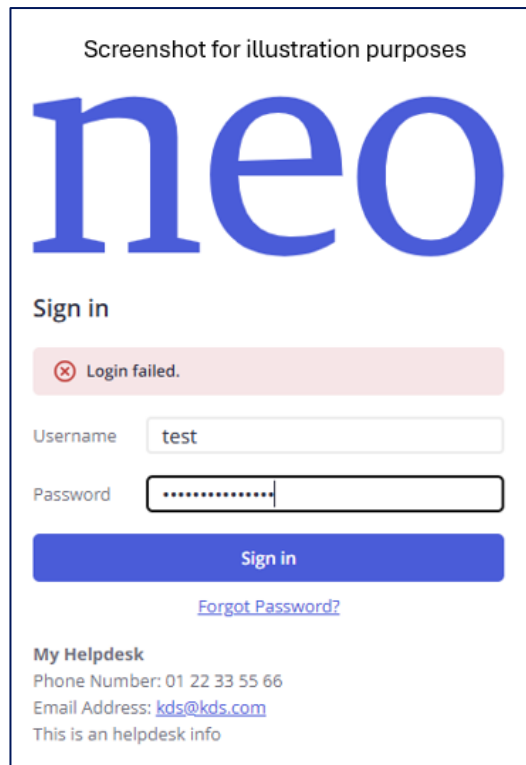 Screenshot for illustration purposes
neo
Sign in
Login failed.
Username test
Password •••••••••••••••
Sign in
Forgot Password?
My Helpdesk
Phone Number: 01 22 33 55 66
Email Address: kds@kds.com
This is an helpdesk info